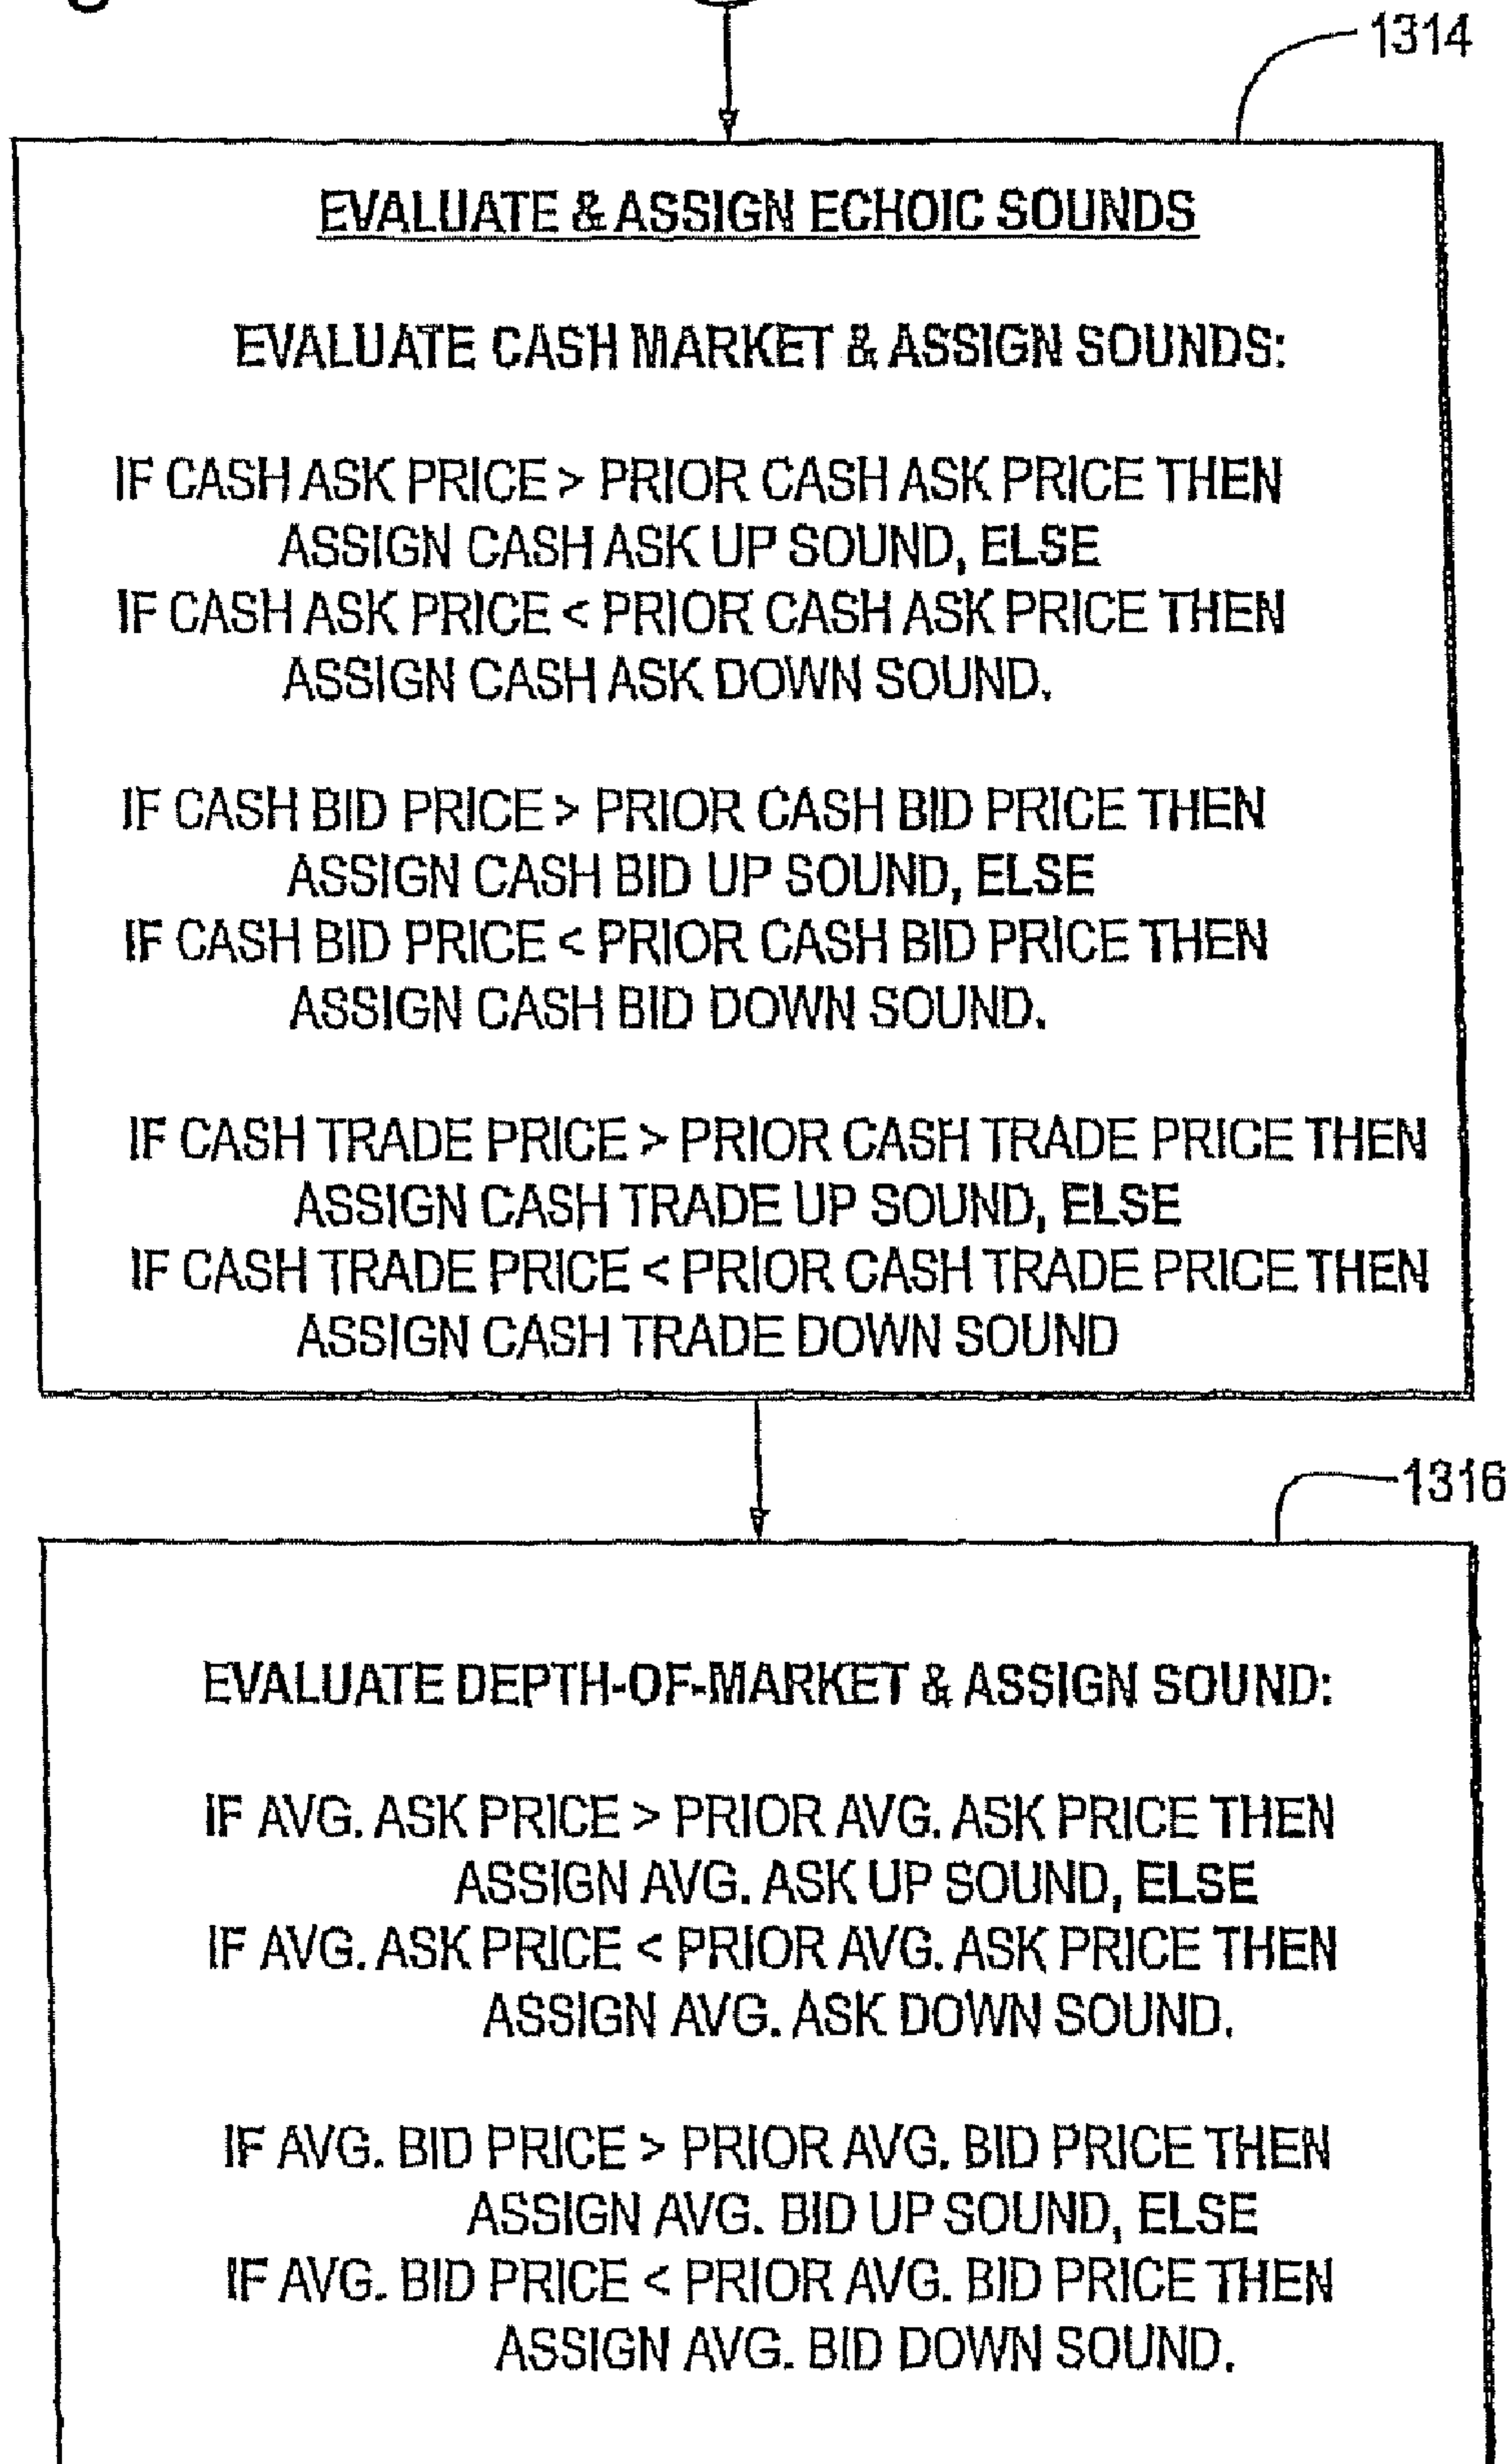 1314
EVALUATE & ASSIGN ECHOIC SOUNDS
EVALUATE CASH MARKET & ASSIGN SOUNDS:
IF CASH ASK PRICE > PRIOR CASH ASK PRICE THEN
ASSIGN CASH ASK UP SOUND, ELSE
IF CASH ASK PRICE < PRIOR CASH ASK PRICE THEN
ASSIGN CASH ASK DOWN SOUND.
IF CASH BID PRICE > PRIOR CASH BID PRICE THEN
ASSIGN CASH BID UP SOUND, ELSE
IF CASH BID PRICE < PRIOR CASH BID PRICE THEN
ASSIGN CASH BID DOWN SOUND.
IF CASH TRADE PRICE > PRIOR CASH TRADE PRICE THEN
ASSIGN CASH TRADE UP SOUND, ELSE
IF CASH TRADE PRICE < PRIOR CASH TRADE PRICE THEN
ASSIGN CASH TRADE DOWN SOUND
1316
EVALUATE DEPTH-OF-MARKET & ASSIGN SOUND:
IF AVG. ASK PRICE > PRIOR AVG. ASK PRICE THEN
ASSIGN AVG. ASK UP SOUND, ELSE
IF AVG. ASK PRICE < PRIOR AVG. ASK PRICE THEN
ASSIGN AVG. ASK DOWN SOUND.
IF AVG. BID PRICE > PRIOR AVG. BID PRICE THEN
ASSIGN AVG. BID UP SOUND, ELSE
IF AVG. BID PRICE < PRIOR AVG. BID PRICE THEN
ASSIGN AVG. BID DOWN SOUND.